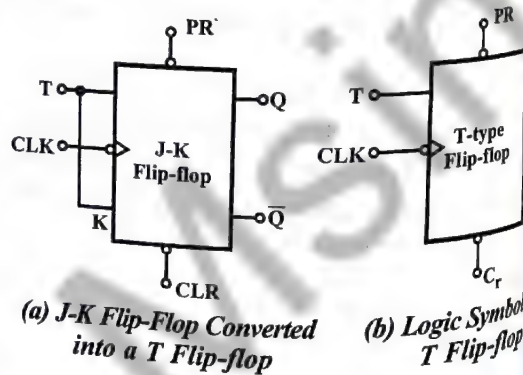 PR
T
CLK
J-K
Flip-flop
K
Q
Q̅
CLR
(a) J-K Flip-Flop Converted
into a T Flip-flop
PR
T
CLK
T-type
Flip-flop
Cr
(b) Logic Symbol
T Flip-flop